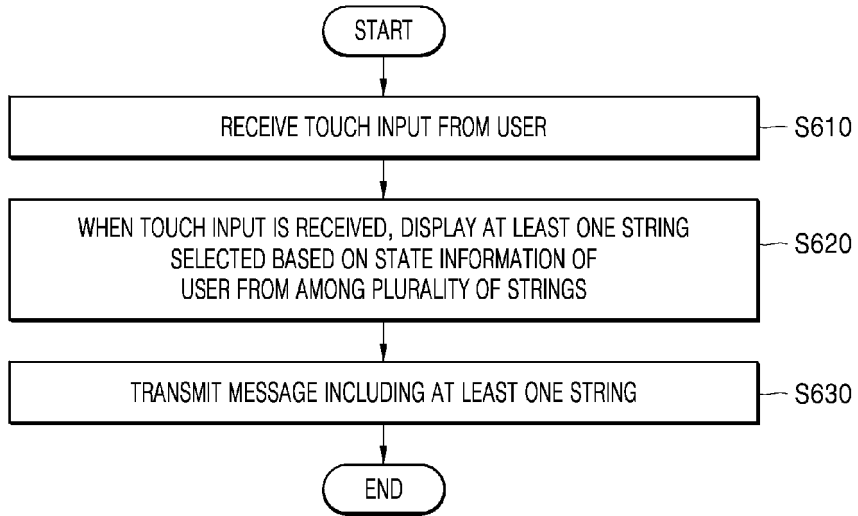 START
RECEIVE TOUCH INPUT FROM USER
S610
WHEN TOUCH INPUT IS RECEIVED, DISPLAY AT LEAST ONE STRING
SELECTED BASED ON STATE INFORMATION OF
USER FROM AMONG PLURALITY OF STRINGS
S620
TRANSMIT MESSAGE INCLUDING AT LEAST ONE STRING
S630
END